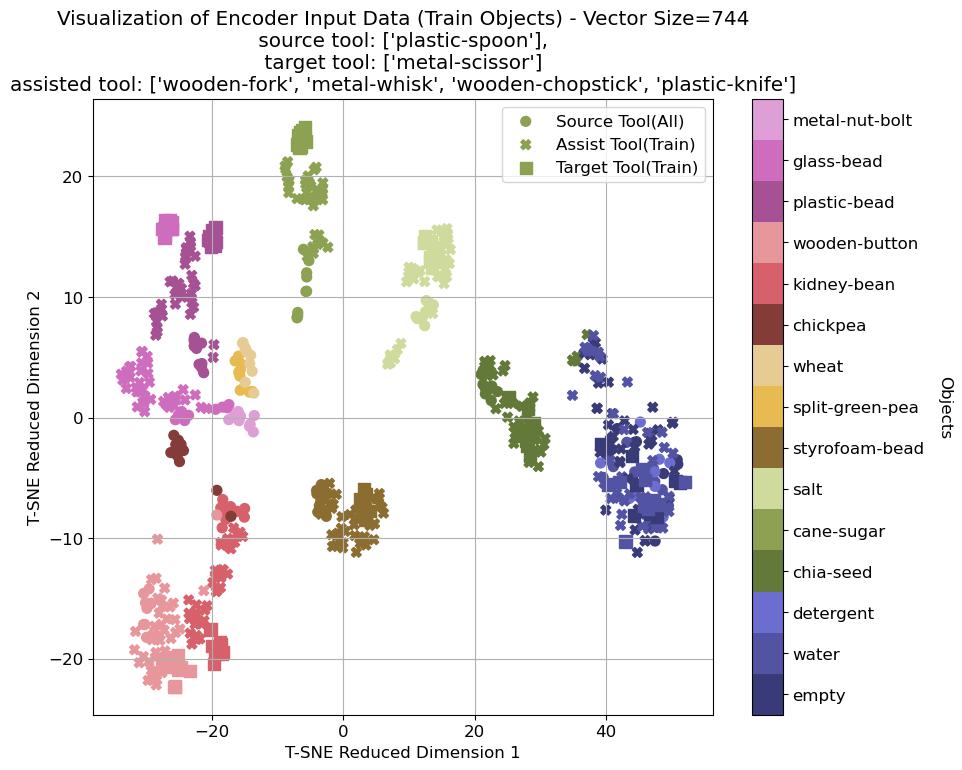 Visualization of Encoder Input Data (Train Objects) - Vector Size=744
source tool: ['plastic-spoon'],
target tool: ['metal-scissor']
assisted tool: ['wooden-fork', 'metal-whisk', 'wooden-chopstick', 'plastic-knife']
Source Tool(All)
Assist Tool(Train)
Target Tool(Train)
T-SNE Reduced Dimension 2
20
10
0
−10
−20
−20
0
20
40
T-SNE Reduced Dimension 1
metal-nut-bolt
glass-bead
plastic-bead
wooden-button
kidney-bean
chickpea
wheat
split-green-pea
styrofoam-bead
salt
cane-sugar
chia-seed
detergent
water
empty
Objects